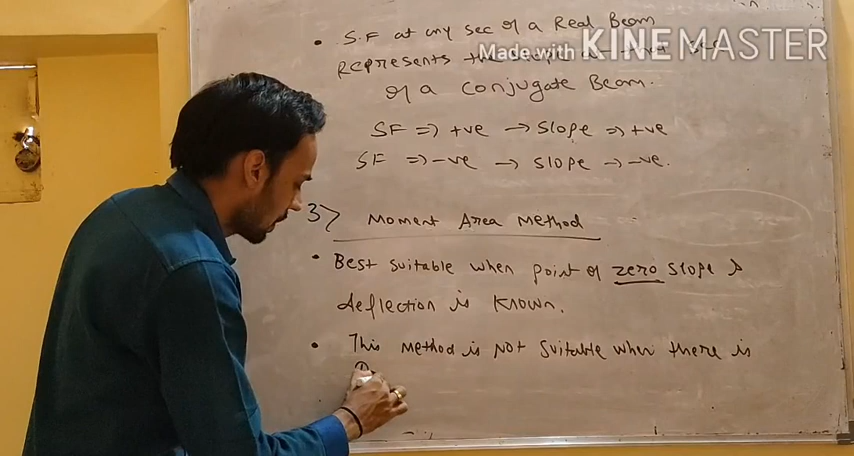 • S.F at any sec of a Real Beam
Made with KINEMASTER
Represents the
of a conjugate Beam.
SF => +ve → slope => +ve
SF => -ve → slope → -ve.
3> Moment Area Method
• Best suitable when point of zero slope &
deflection is known.
• This method is not suitable when there is